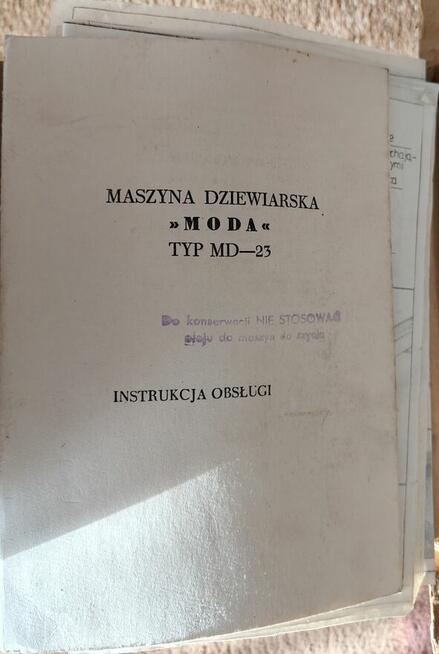 MASZYNA DZIEWIARSKA
»MODA«
TYP MD—23
Do konserwacji NIE STOSOWAĆ
oleju do maszyn do szycia
INSTRUKCJA OBSŁUGI